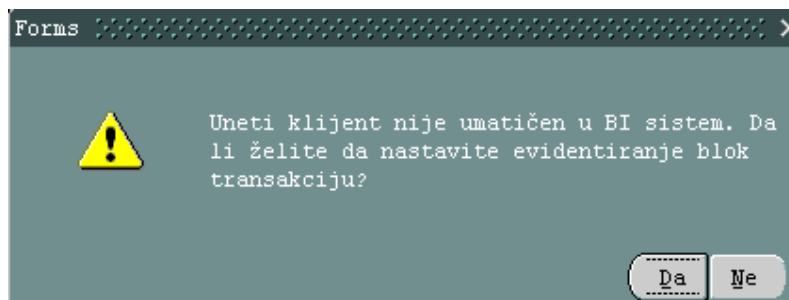 Forms
Uneti klijent nije umatičen u BI sistem. Da
li želite da nastavite evidentiranje blok
transakciju?
Da Ne